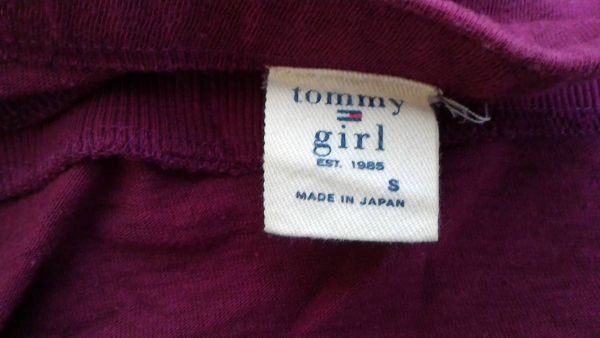 tommy
girl
EST. 1985
S
MADE IN JAPAN